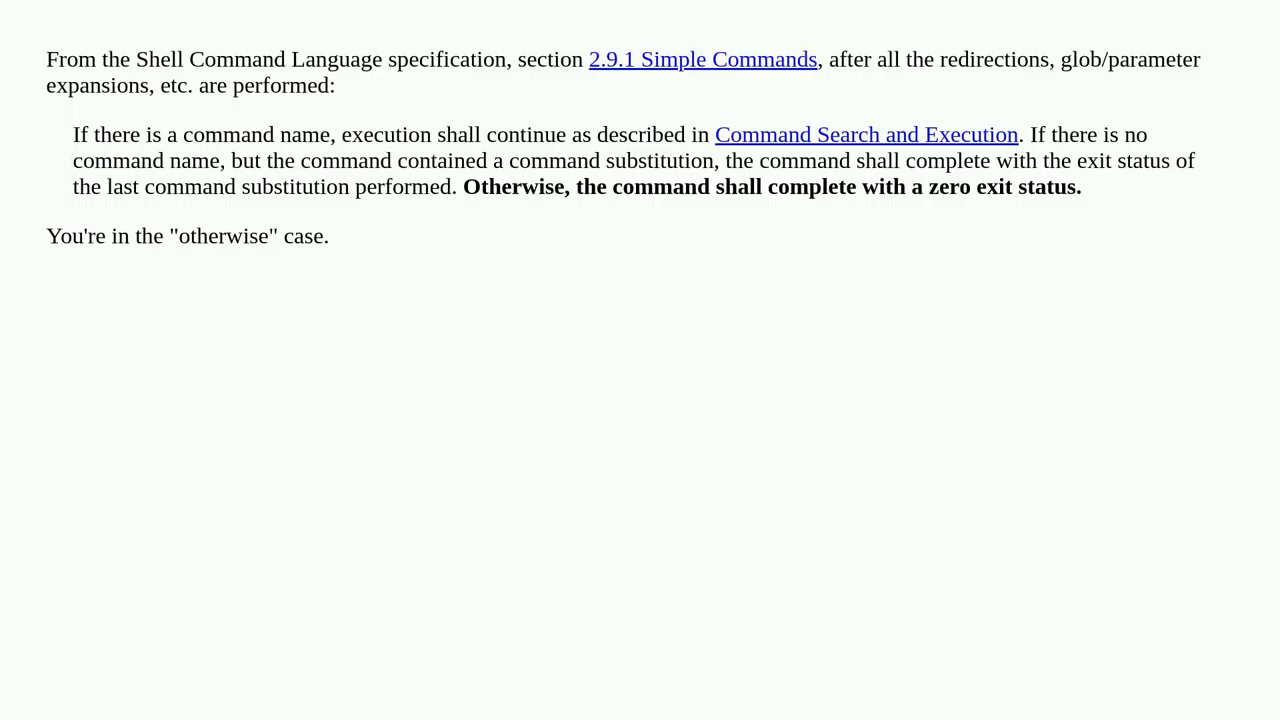 From the Shell Command Language specification, section 2.9.1 Simple Commands, after all the redirections, glob/parameter
expansions, etc. are performed:
If there is a command name, execution shall continue as described in Command Search and Execution. If there is no
command name, but the command contained a command substitution, the command shall complete with the exit status of
the last command substitution performed. Otherwise, the command shall complete with a zero exit status.
You're in the "otherwise" case.